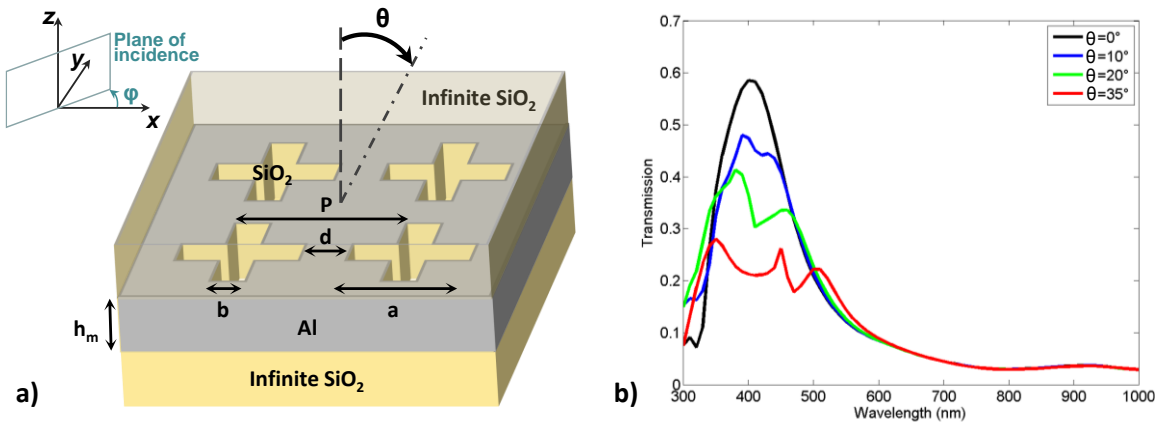 z
Plane of
incidence
y
φ
x
θ
Infinite SiO2
SiO2
P
d
b
a
hm
Al
Infinite SiO2
a)
θ=0°
θ=10°
θ=20°
θ=35°
0.7
0.6
0.5
0.4
0.3
0.2
0.1
0
Transmission
300 400 500 600 700 800 900 1000
Wavelength (nm)
b)